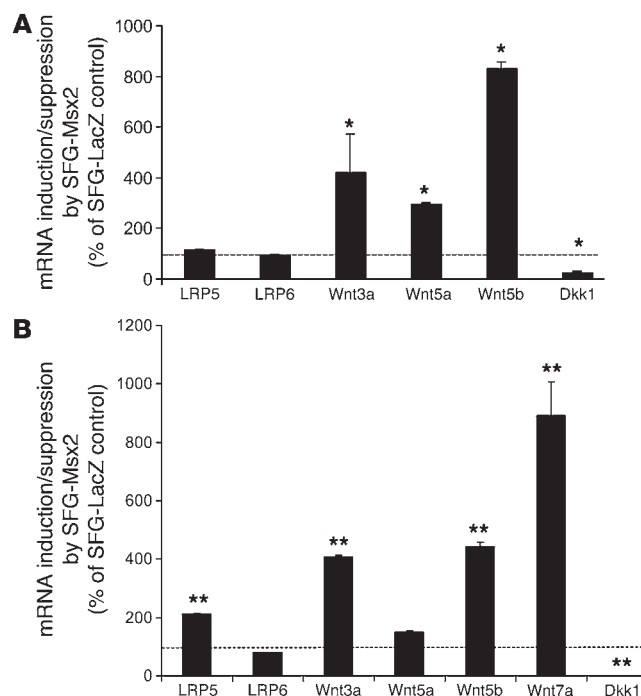 A
mRNA induction/suppression
by SFG-Msx2
(% of SFG-LacZ control)
1000
800
600
400
200
0
*
*
*
*
LRP5 LRP6 Wnt3a Wnt5a Wnt5b Dkk1
B
mRNA induction/suppression
by SFG-Msx2
(% of SFG-LacZ control)
1200
1000
800
600
400
200
0
**
**
**
**
**
LRP5 LRP6 Wnt3a Wnt5a Wnt5b Wnt7a Dkk1